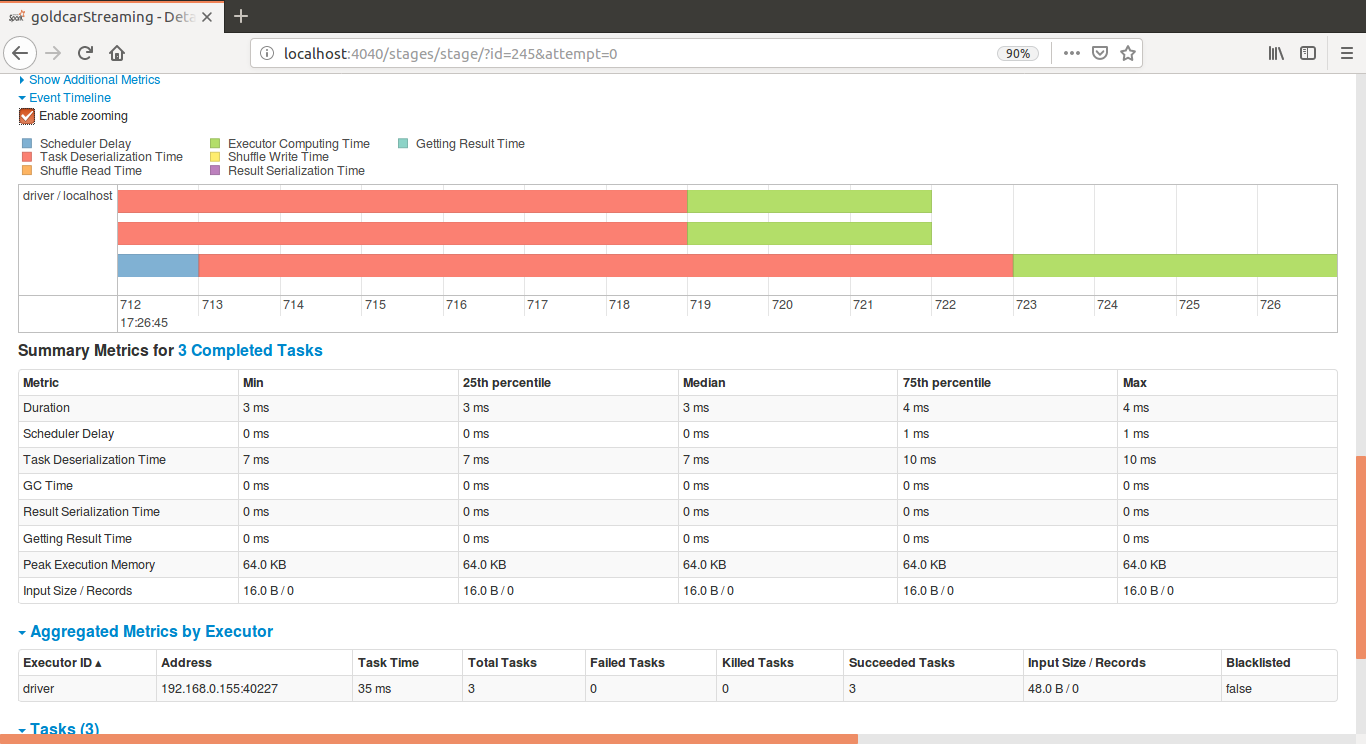 goldcarStreaming - Deta
localhost:4040/stages/stage/?id=245&attempt=0 90%
Show Additional Metrics
Event Timeline
Enable zooming
Scheduler Delay Executor Computing Time Getting Result Time
Task Deserialization Time Shuffle Write Time
Shuffle Read Time Result Serialization Time
driver / localhost
712 713 714 715 716 717 718 719 720 721 722 723 724 725 726
17:26:45
Summary Metrics for 3 Completed Tasks
Metric Min 25th percentile Median 75th percentile Max
Duration 3 ms 3 ms 3 ms 4 ms 4 ms
Scheduler Delay 0 ms 0 ms 0 ms 1 ms 1 ms
Task Deserialization Time 7 ms 7 ms 7 ms 10 ms 10 ms
GC Time 0 ms 0 ms 0 ms 0 ms 0 ms
Result Serialization Time 0 ms 0 ms 0 ms 0 ms 0 ms
Getting Result Time 0 ms 0 ms 0 ms 0 ms 0 ms
Peak Execution Memory 64.0 KB 64.0 KB 64.0 KB 64.0 KB 64.0 KB
Input Size / Records 16.0 B / 0 16.0 B / 0 16.0 B / 0 16.0 B / 0 16.0 B / 0
Aggregated Metrics by Executor
Executor ID ▴ Address Task Time Total Tasks Failed Tasks Killed Tasks Succeeded Tasks Input Size / Records Blacklisted
driver 192.168.0.155:40227 35 ms 3 0 0 3 48.0 B / 0 false
Tasks (3)